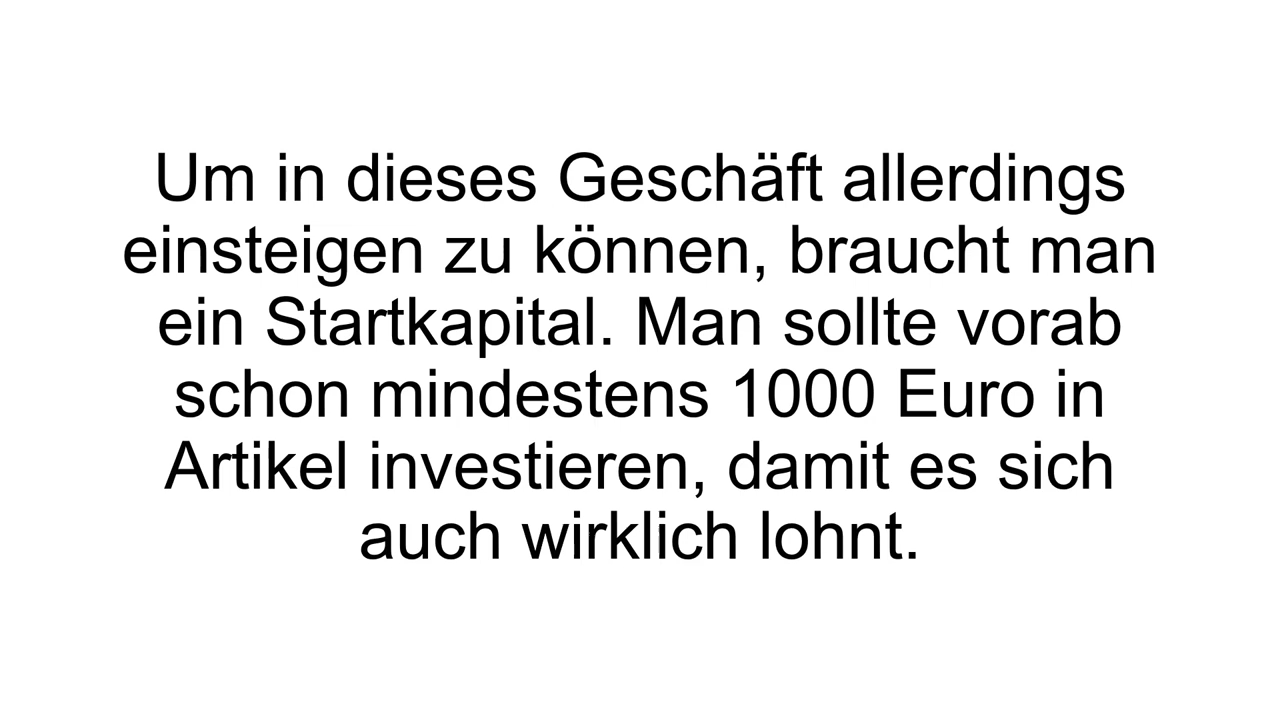 Um in dieses Geschäft allerdings
einsteigen zu können, braucht man
ein Startkapital. Man sollte vorab
schon mindestens 1000 Euro in
Artikel investieren, damit es sich
auch wirklich lohnt.